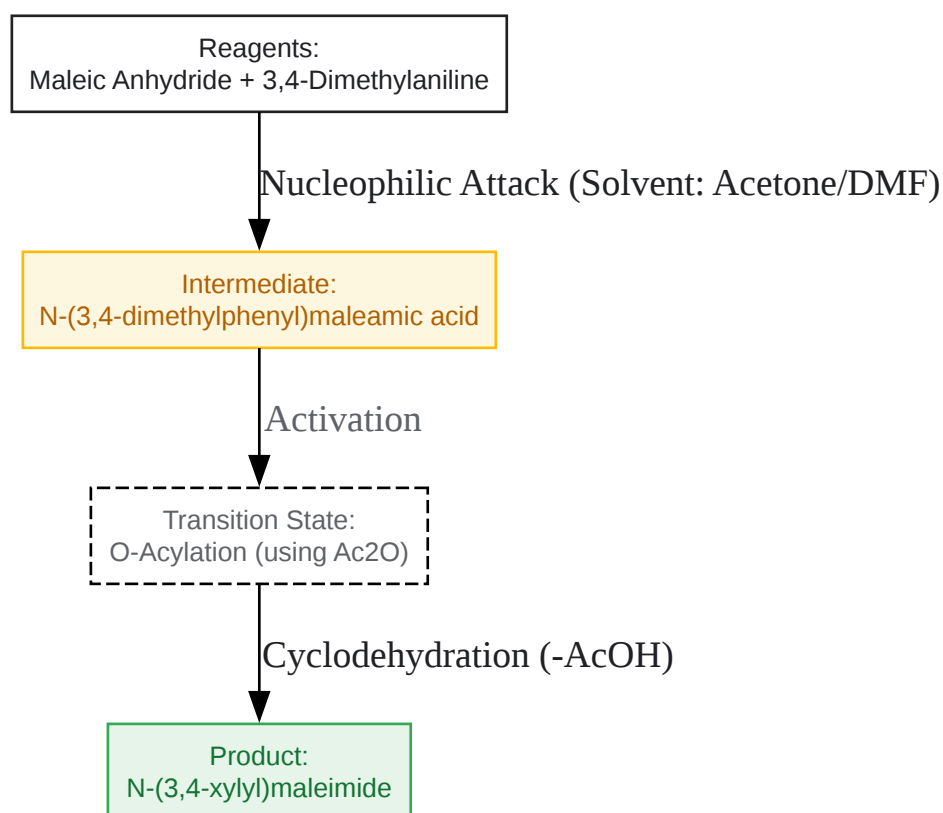 Reagents:
Maleic Anhydride + 3,4-Dimethylaniline
Nucleophilic Attack (Solvent: Acetone/DMF)
Intermediate:
N-(3,4-dimethylphenyl)maleamic acid
Activation
Transition State:
O-Acylation (using Ac2O)
Cyclodehydration (-AcOH)
Product:
N-(3,4-xylyl)maleimide